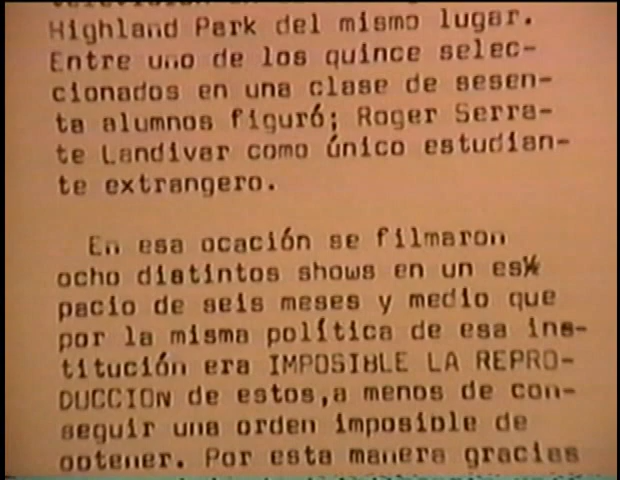 Highland Park del mismo lugar.
Entre uno de los quince selec-
cionados en una clase de sesen-
ta alumnos figuró; Roger Serra-
te Landivar como único estudian-
te extrangero.
En esa ocación se filmaron
ocho distintos shows en un es
pacio de seis meses y medio que
por la misma política de esa ins-
titución era IMPOSIBLE LA REPRO-
DUCCION de estos,a menos de con-
seguir una orden imposible de
obtener. Por esta manera gracias